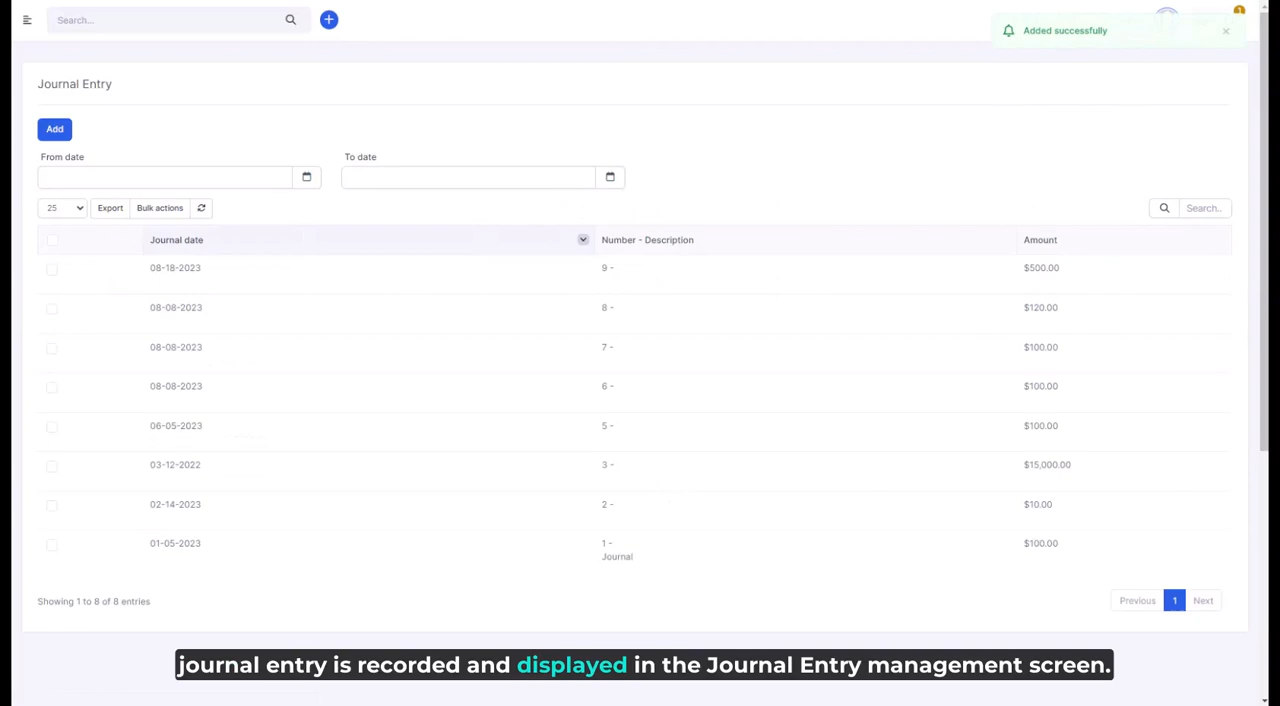 Search...
1
Added successfully
Journal Entry
Add
From date To date
25 Export Bulk actions Search..
Journal date Number - Description Amount
08-18-2023 9 - $500.00
08-08-2023 8 - $120.00
08-08-2023 7 - $100.00
08-08-2023 6 - $100.00
06-05-2023 5 - $100.00
03-12-2022 3 - $15,000.00
02-14-2023 2 - $10.00
01-05-2023 1 - $100.00
Journal
Showing 1 to 8 of 8 entries Previous 1 Next
journal entry is recorded and displayed in the Journal Entry management screen.